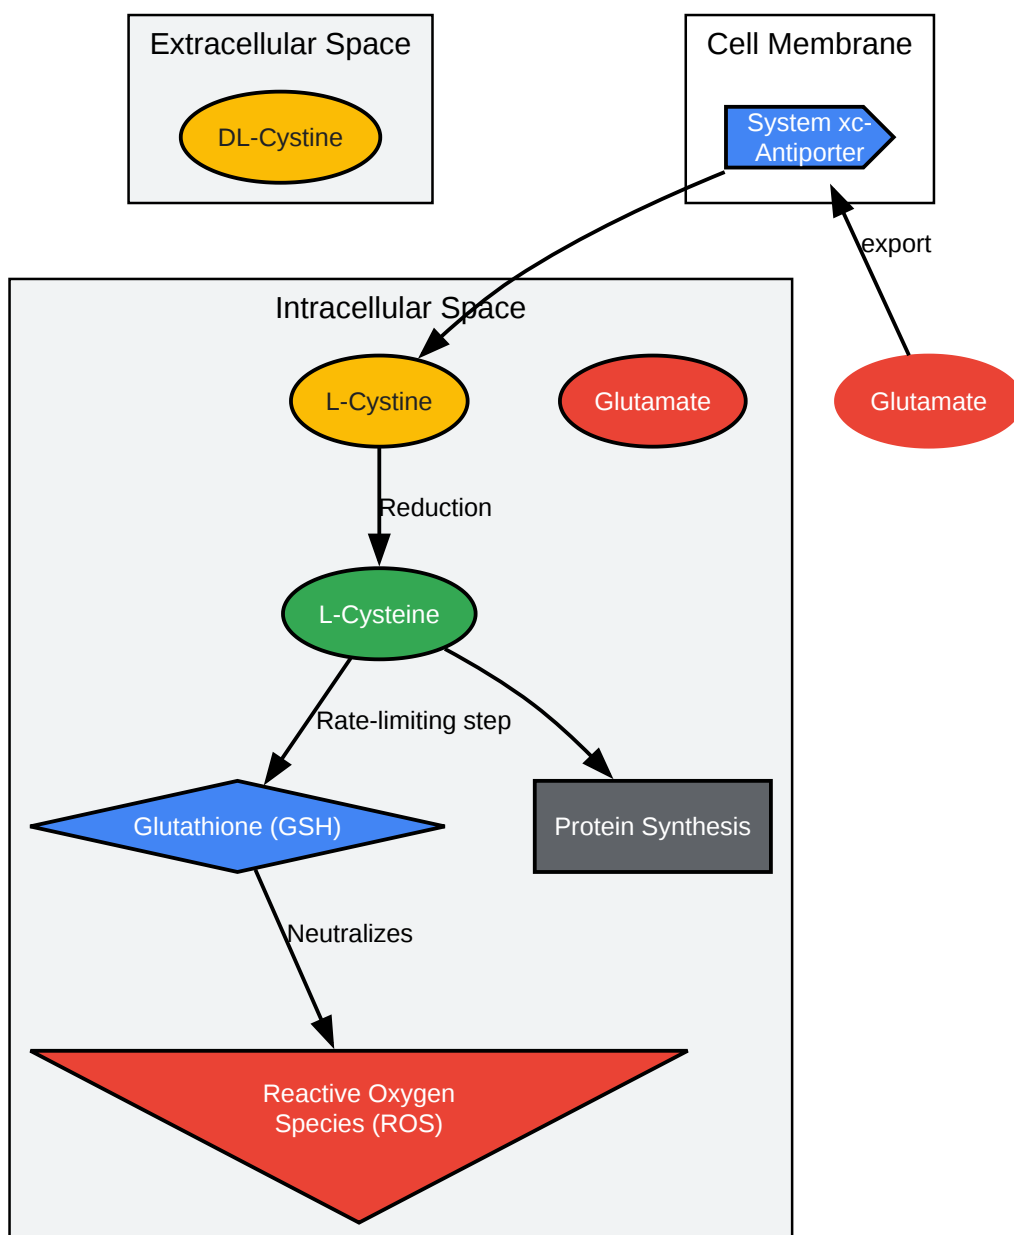 Extracellular Space
DL-Cystine
Cell Membrane
System xc-
Antiporter
export
Intracellular Space
L-Cystine
Glutamate
Glutamate
Reduction
L-Cysteine
Rate-limiting step
Glutathione (GSH)
Protein Synthesis
Neutralizes
Reactive Oxygen
Species (ROS)